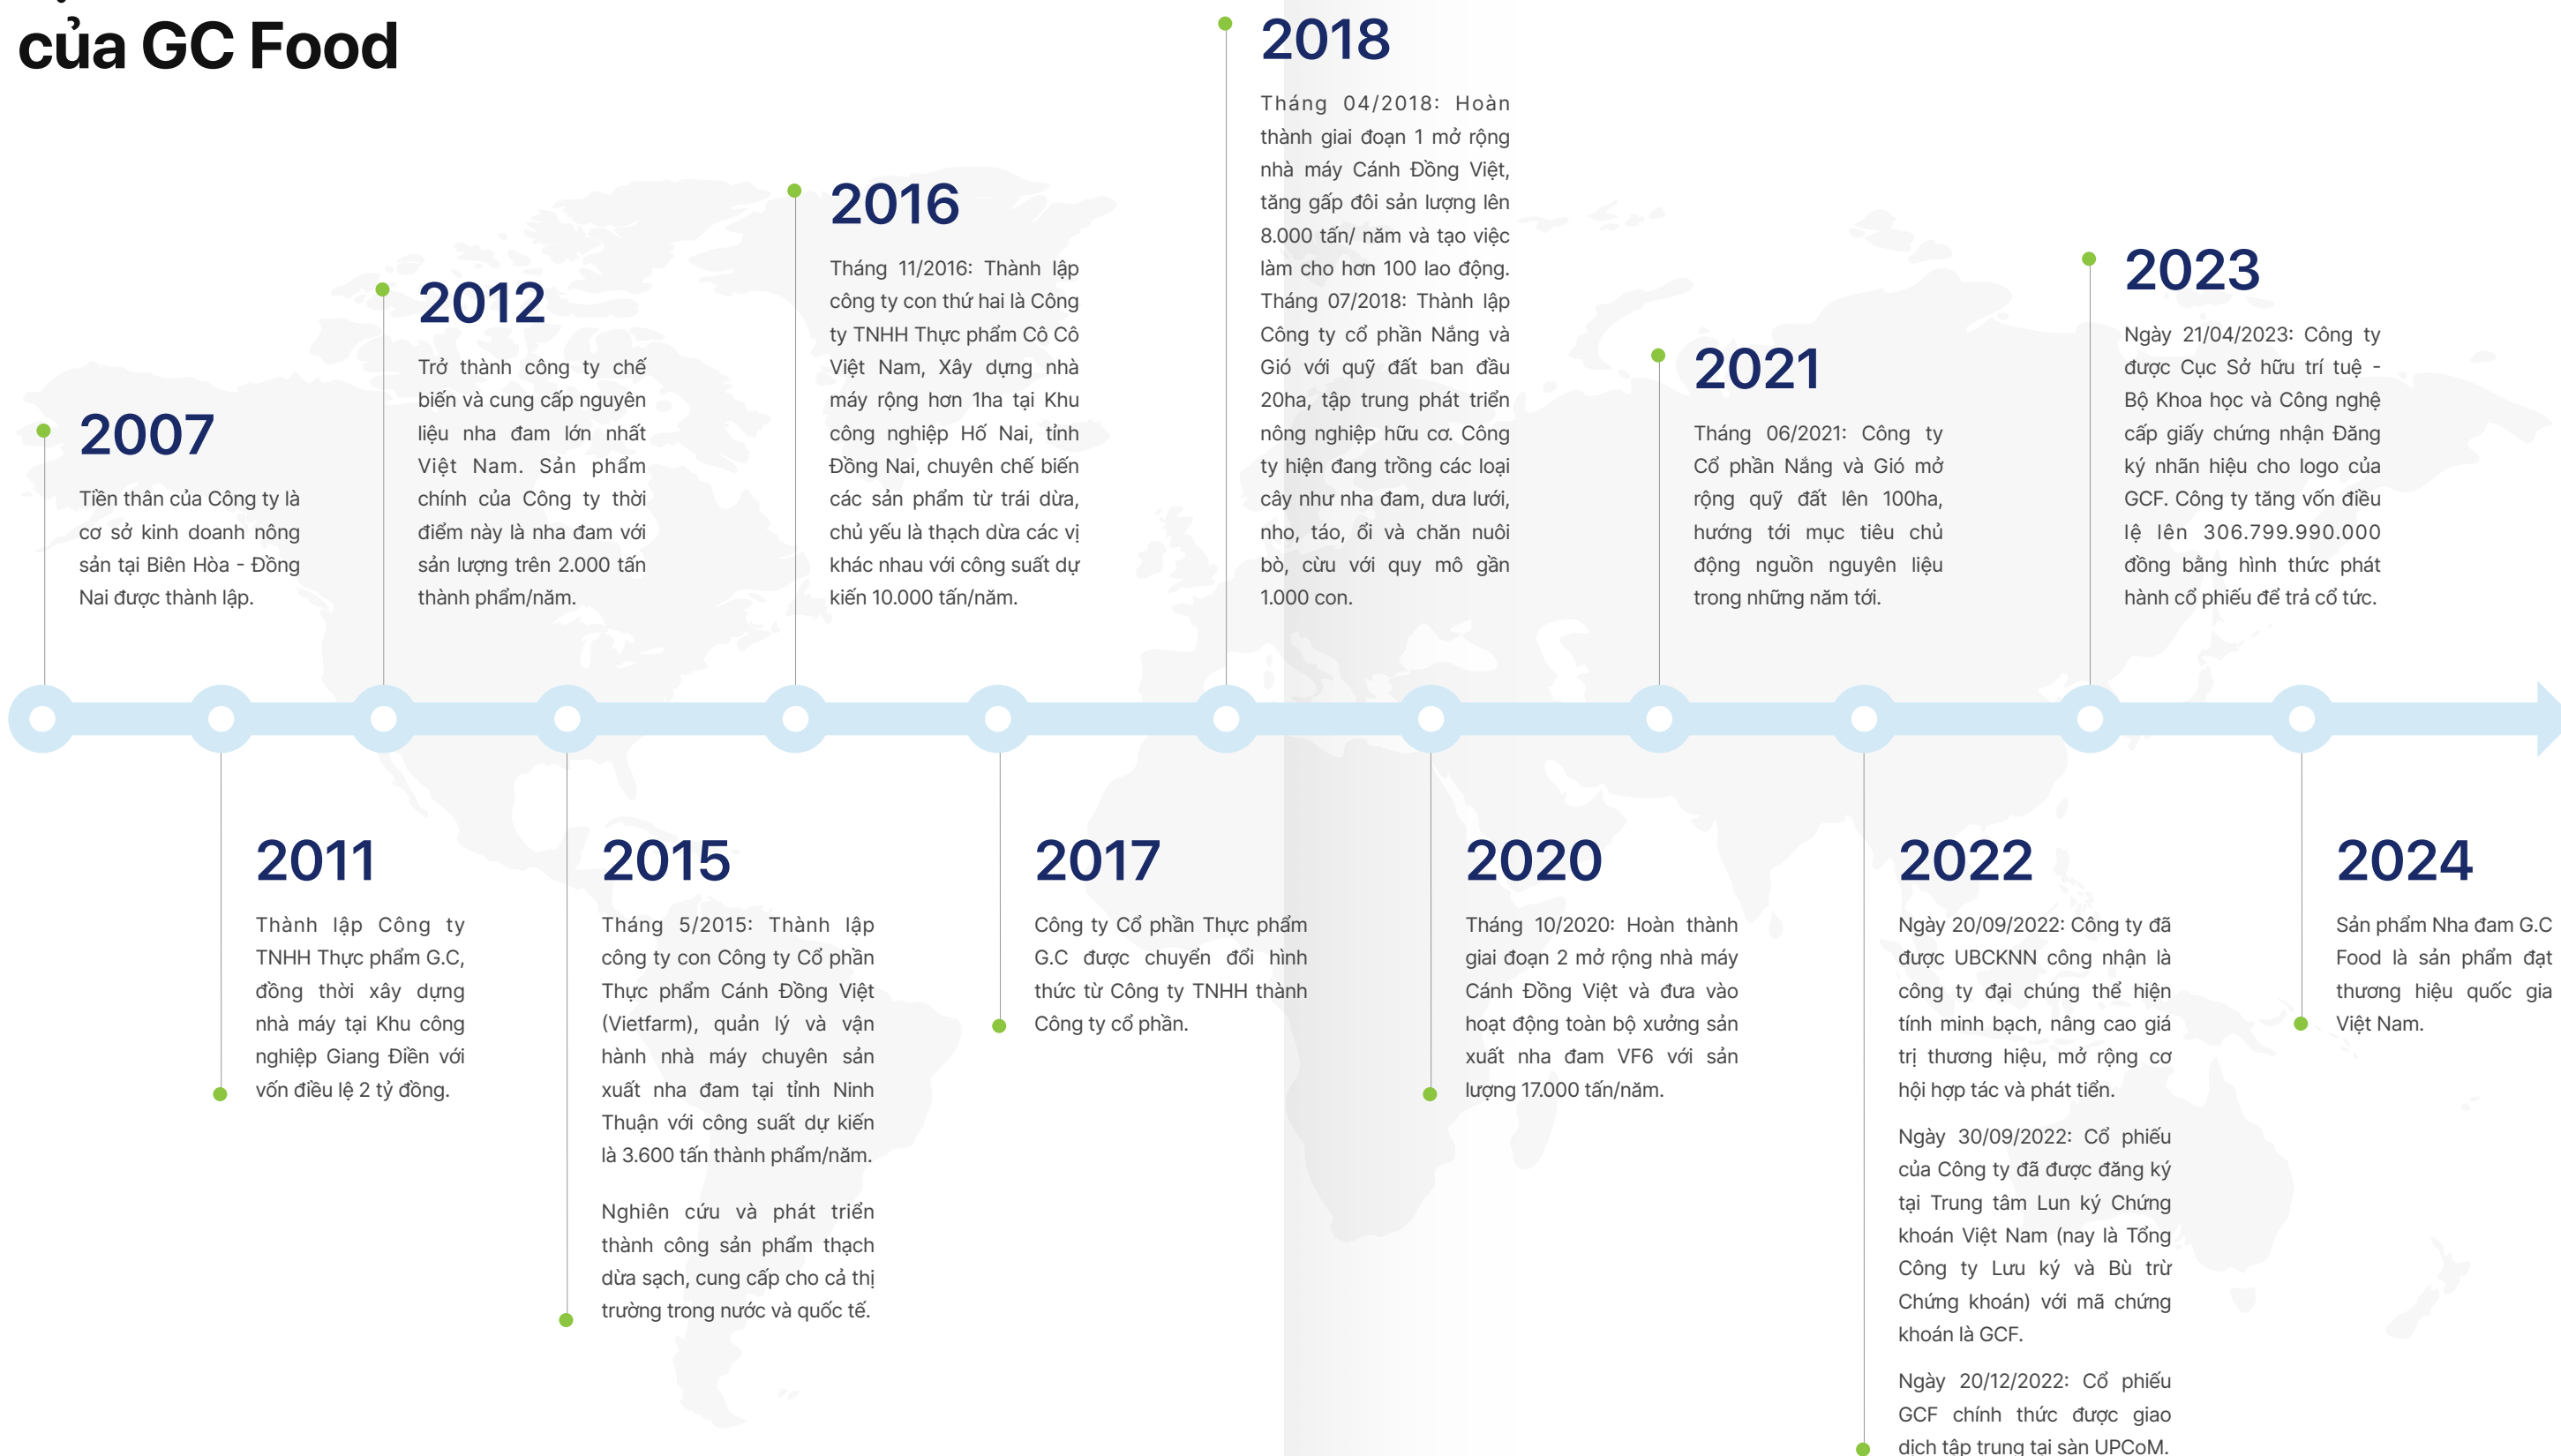 của GC Food
2007
Tiền thân của Công ty là
cơ sở kinh doanh nông
sản tại Biên Hòa - Đồng
Nai được thành lập.
2011
Thành lập Công ty
TNHH Thực phẩm G.C,
đồng thời xây dựng
nhà máy tại Khu công
nghiệp Giang Điền với
vốn điều lệ 2 tỷ đồng.
2012
Trở thành công ty chế
biến và cung cấp nguyên
liệu nha đam lớn nhất
Việt Nam. Sản phẩm
chính của Công ty thời
điểm này là nha đam với
sản lượng trên 2.000 tấn
thành phẩm/năm.
2015
Tháng 5/2015: Thành lập
công ty con Công ty Cổ phần
Thực phẩm Cánh Đồng Việt
(Vietfarm), quản lý và vận
hành nhà máy chuyên sản
xuất nha đam tại tỉnh Ninh
Thuận với công suất dự kiến
là 3.600 tấn thành phẩm/năm.
Nghiên cứu và phát triển
thành công sản phẩm thạch
dừa sạch, cung cấp cho cả thị
trường trong nước và quốc tế.
2016
Tháng 11/2016: Thành lập
công ty con thứ hai là Công
ty TNHH Thực phẩm Cô Cô
Việt Nam, Xây dựng nhà
máy rộng hơn 1ha tại Khu
công nghiệp Hố Nai, tỉnh
Đồng Nai, chuyên chế biến
các sản phẩm từ trái dừa,
chủ yếu là thạch dừa các vị
khác nhau với công suất dự
kiến 10.000 tấn/năm.
2017
Công ty Cổ phần Thực phẩm
G.C được chuyển đổi hình
thức từ Công ty TNHH thành
Công ty cổ phần.
2018
Tháng 04/2018: Hoàn
thành giai đoạn 1 mở rộng
nhà máy Cánh Đồng Việt,
tăng gấp đôi sản lượng lên
8.000 tấn/ năm và tạo việc
làm cho hơn 100 lao động.
Tháng 07/2018: Thành lập
Công ty cổ phần Nắng và
Gió với quỹ đất ban đầu
20ha, tập trung phát triển
nông nghiệp hữu cơ. Công
ty hiện đang trồng các loại
cây như nha đam, dưa lưới,
nho, táo, ổi và chăn nuôi
bò, cừu với quy mô gần
1.000 con.
2020
Tháng 10/2020: Hoàn thành
giai đoạn 2 mở rộng nhà máy
Cánh Đồng Việt và đưa vào
hoạt động toàn bộ xưởng sản
xuất nha đam VF6 với sản
lượng 17.000 tấn/năm.
2021
Tháng 06/2021: Công ty
Cổ phần Nắng và Gió mở
rộng quỹ đất lên 100ha,
hướng tới mục tiêu chủ
động nguồn nguyên liệu
trong những năm tới.
2022
Ngày 20/09/2022: Công ty đã
được UBCKNN công nhận là
công ty đại chúng thể hiện
tính minh bạch, nâng cao giá
trị thương hiệu, mở rộng cơ
hội hợp tác và phát tiển.
Ngày 30/09/2022: Cổ phiếu
của Công ty đã được đăng ký
tại Trung tâm Lun ký Chứng
khoán Việt Nam (nay là Tổng
Công ty Lưu ký và Bù trừ
Chứng khoán) với mã chứng
khoán là GCF.
Ngày 20/12/2022: Cổ phiếu
GCF chính thức được giao
dịch tập trung tại sàn UPCoM.
2023
Ngày 21/04/2023: Công ty
được Cục Sở hữu trí tuệ -
Bộ Khoa học và Công nghệ
cấp giấy chứng nhận Đăng
ký nhãn hiệu cho logo của
GCF. Công ty tăng vốn điều
lệ lên 306.799.990.000
đồng bằng hình thức phát
hành cổ phiếu để trả cổ tức.
2024
Sản phẩm Nha đam G.C
Food là sản phẩm đạt
thương hiệu quốc gia
Việt Nam.